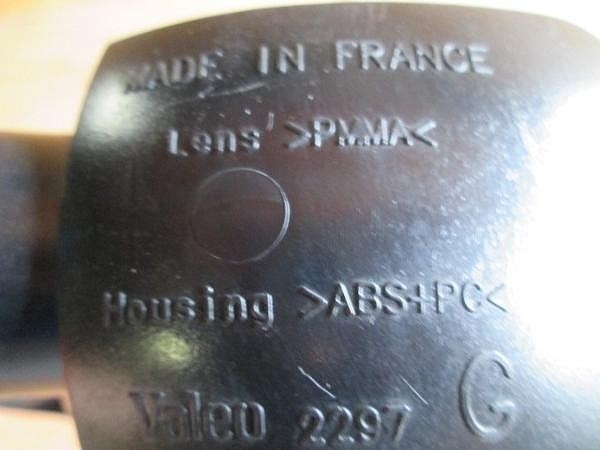 MADE IN FRANCE
Lens >PMMA<
Housing >ABS+PC<
Valeo 2297 G